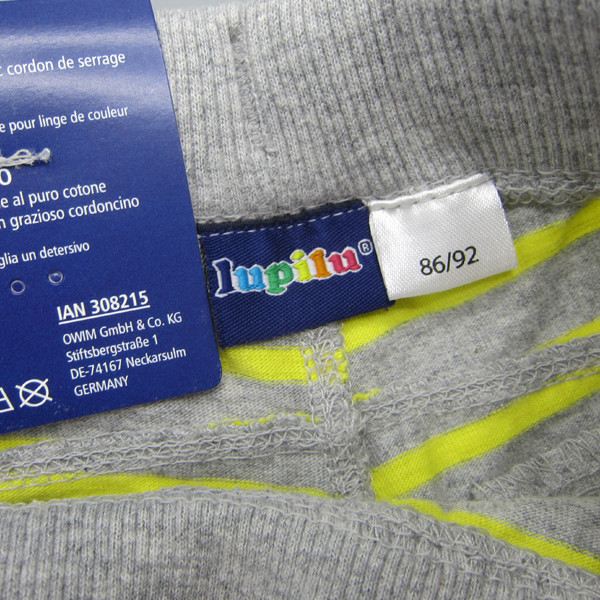 cordon de serrage
pour linge de couleur
al puro cotone
grazioso cordoncino
un detersivo
IAN 308215
OWIM GmbH & Co. KG
Stiftsbergstraße 1
DE-74167 Neckarsulm
GERMANY
lupilu®
86/92